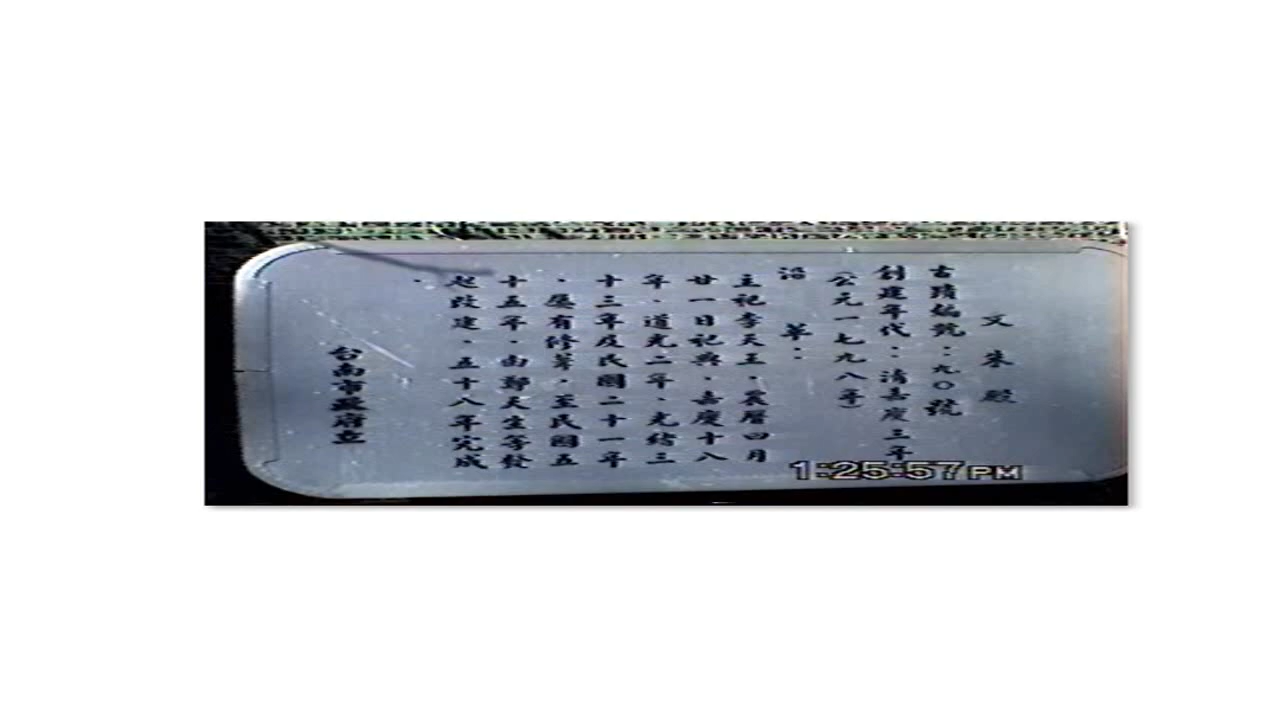 文朱殿
古蹟編號：九○號
創建年代：清嘉慶三年
（公元一七九八年）
沿革：
主祀李天王、農曆四月
廿一日祀典、嘉慶十八
年、道光二年、光緒三
十三年及民國二十一年
、屢有修葺，至民國五
十五年、由鄭天生等發
起改建、五十八年完成
。
台南市政府立
1:25:57PM